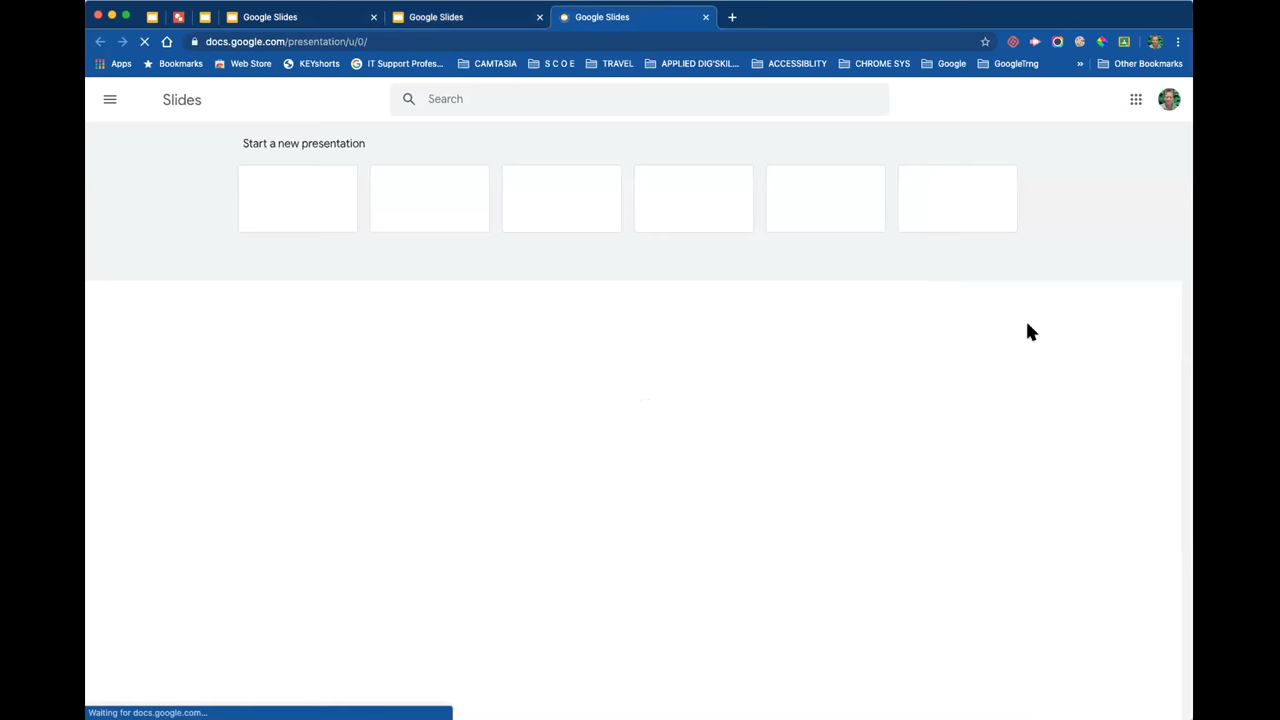 Google Slides
Google Slides
Google Slides
docs.google.com/presentation/u/0/
Apps Bookmarks Web Store KEYshorts IT Support Profes... CAMTASIA S C O E TRAVEL APPLIED DIG'SKIL... ACCESSIBLITY CHROME SYS Google GoogleTrng » Other Bookmarks
Slides
Search
Start a new presentation
Waiting for docs.google.com...